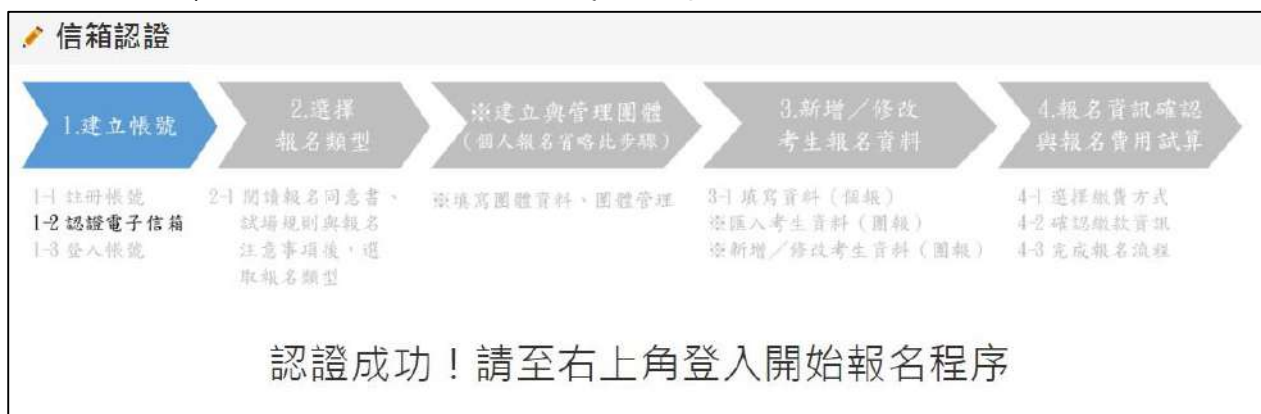 信箱認證
1.建立帳號
2.選擇
報名類型
※建立與管理團體
(個人報名省略此步驟)
3.新增／修改
考生報名資料
4.報名資訊確認
與報名費用試算
1-1 註冊帳號
1-2 認證電子信箱
1-3 登入帳號
2-1 閱讀報名同意書、
試場規則與報名
注意事項後，選
取報名類型
※填寫團體資料、團體管理
3-1 填寫資料（個報）
※匯入考生資料（團報）
※新增／修改考生資料（團報）
4-1 選擇繳費方式
4-2 確認繳款資訊
4-3 完成報名流程
認證成功！請至右上角登入開始報名程序